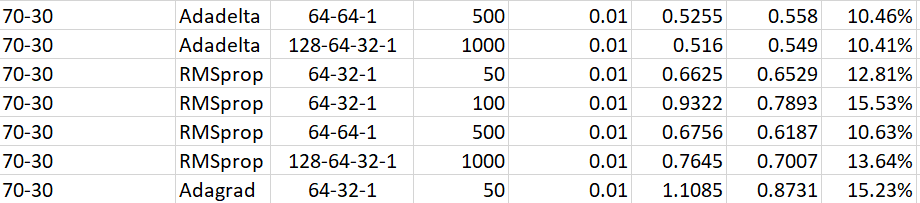 70-30 Adadelta 64-64-1 500 0.01 0.5255 0.558 10.46%
70-30 Adadelta 128-64-32-1 1000 0.01 0.516 0.549 10.41%
70-30 RMSprop 64-32-1 50 0.01 0.6625 0.6529 12.81%
70-30 RMSprop 64-32-1 100 0.01 0.9322 0.7893 15.53%
70-30 RMSprop 64-64-1 500 0.01 0.6756 0.6187 10.63%
70-30 RMSprop 128-64-32-1 1000 0.01 0.7645 0.7007 13.64%
70-30 Adagrad 64-32-1 50 0.01 1.1085 0.8731 15.23%